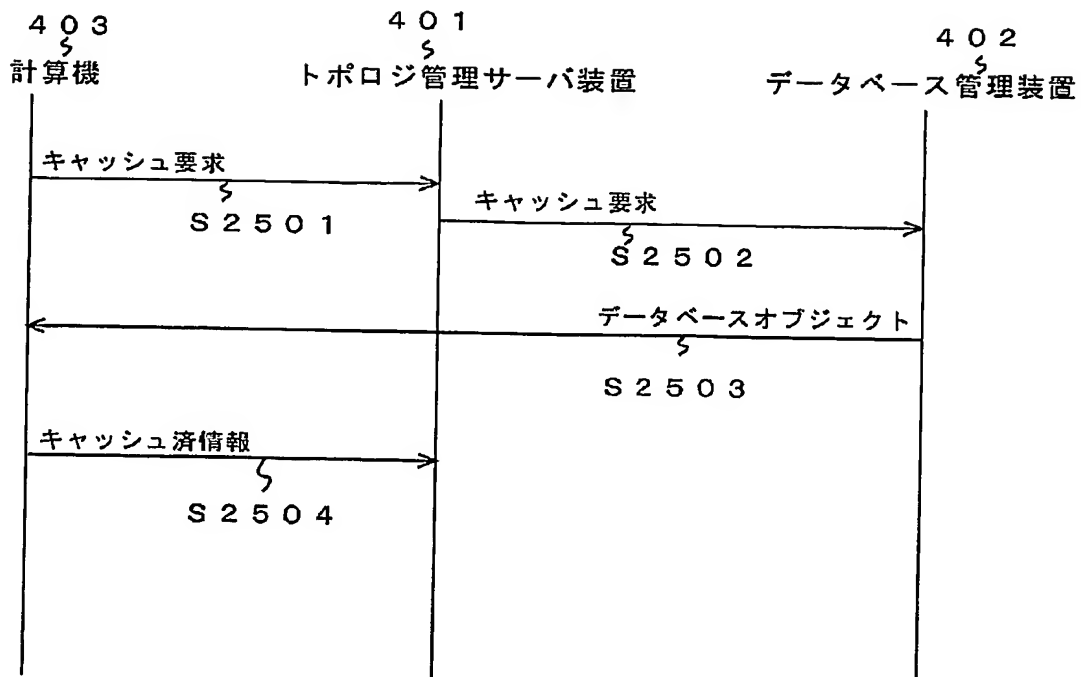 403
401
402
計算機
トポロジ管理サーバ装置
データベース管理装置
キャッシュ要求
S2501
キャッシュ要求
S2502
データベースオブジェクト
S2503
キャッシュ済情報
S2504